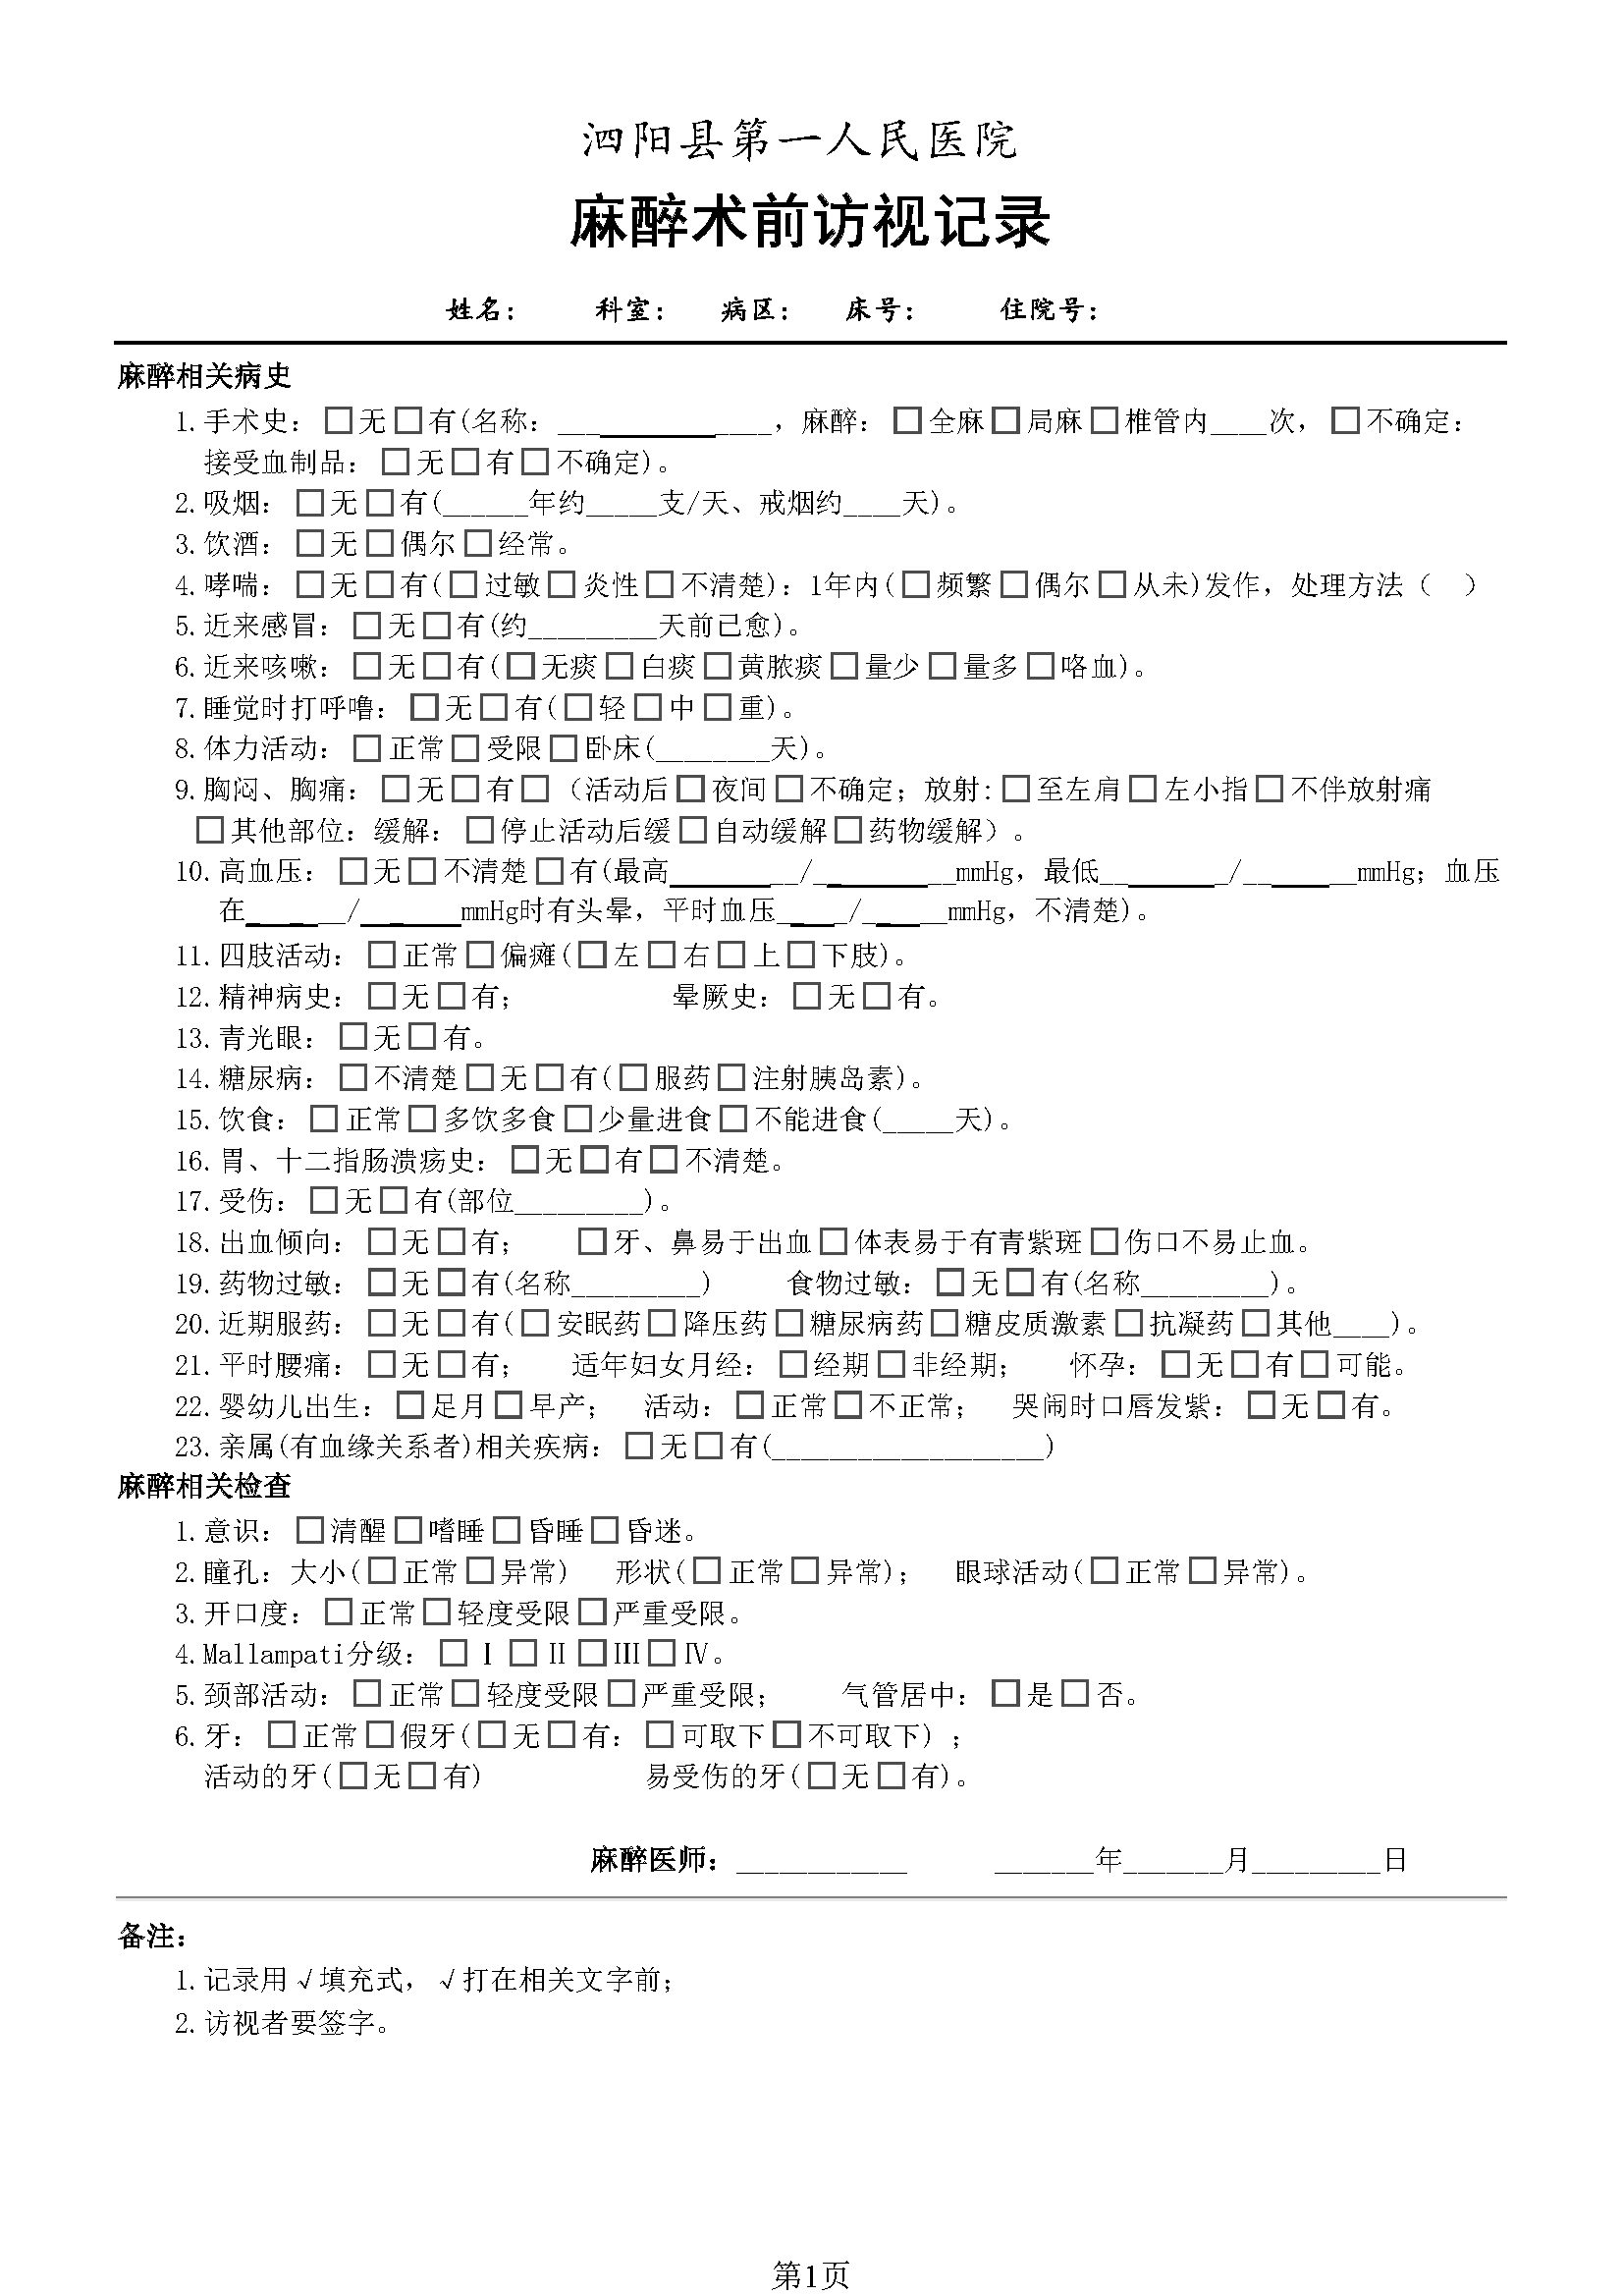 泗阳县第一人民医院
麻醉术前访视记录
姓名： 科室： 病区： 床号： 住院号：
麻醉相关病史
1.手术史：□无□有(名称：_______________，麻醉：□全麻□局麻□椎管内____次，□不确定：
接受血制品：□无□有□不确定)。
2.吸烟：□无□有(______年约_____支/天、戒烟约____天)。
3.饮酒：□无□偶尔□经常。
4.哮喘：□无□有(□过敏□炎性□不清楚)：1年内(□频繁□偶尔□从未)发作，处理方法（ ）
5.近来感冒：□无□有(约_________天前已愈)。
6.近来咳嗽：□无□有(□无痰□白痰□黄脓痰□量少□量多□咯血)。
7.睡觉时打呼噜：□无□有(□轻□中□重)。
8.体力活动：□正常□受限□卧床(________天)。
9.胸闷、胸痛：□无□有□（活动后□夜间□不确定；放射:□至左肩□左小指□不伴放射痛
□其他部位：缓解：□停止活动后缓□自动缓解□药物缓解）。
10.高血压：□无□不清楚□有(最高_________/__________mmHg，最低_________/________mmHg；血压
在_______/_______mmHg时有头晕，平时血压_____/_____mmHg，不清楚)。
11.四肢活动：□正常□偏瘫(□左□右□上□下肢)。
12.精神病史：□无□有； 晕厥史：□无□有。
13.青光眼：□无□有。
14.糖尿病：□不清楚□无□有(□服药□注射胰岛素)。
15.饮食：□正常□多饮多食□少量进食□不能进食(_____天)。
16.胃、十二指肠溃疡史：□无□有□不清楚。
17.受伤：□无□有(部位_________)。
18.出血倾向：□无□有； □牙、鼻易于出血□体表易于有青紫斑□伤口不易止血。
19.药物过敏：□无□有(名称_________) 食物过敏：□无□有(名称_________)。
20.近期服药：□无□有(□安眠药□降压药□糖尿病药□糖皮质激素□抗凝药□其他____)。
21.平时腰痛：□无□有； 适年妇女月经：□经期□非经期； 怀孕：□无□有□可能。
22.婴幼儿出生：□足月□早产； 活动：□正常□不正常； 哭闹时口唇发紫：□无□有。
23.亲属(有血缘关系者)相关疾病：□无□有(___________________)
麻醉相关检查
1.意识：□清醒□嗜睡□昏睡□昏迷。
2.瞳孔：大小(□正常□异常) 形状(□正常□异常)； 眼球活动(□正常□异常)。
3.开口度：□正常□轻度受限□严重受限。
4.Mallampati分级：□Ⅰ□Ⅱ□Ⅲ□Ⅳ。
5.颈部活动：□正常□轻度受限□严重受限； 气管居中：□是□否。
6.牙：□正常□假牙(□无□有：□可取下□不可取下)；
活动的牙(□无□有) 易受伤的牙(□无□有)。
麻醉医师：____________ _______年_______月_________日
备注：
1.记录用√填充式，√打在相关文字前；
2.访视者要签字。
第1页